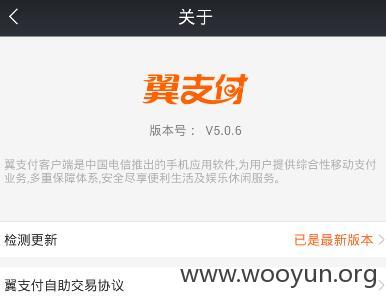 关于
翼支付
版本号： V5.0.6
翼支付客户端是中国电信推出的手机应用软件,为用户提供综合性移动支付
业务,多重保障体系,安全尽享便利生活及娱乐休闲服务。
检测更新 已是最新版本
翼支付自助交易协议
www.wooyun.org